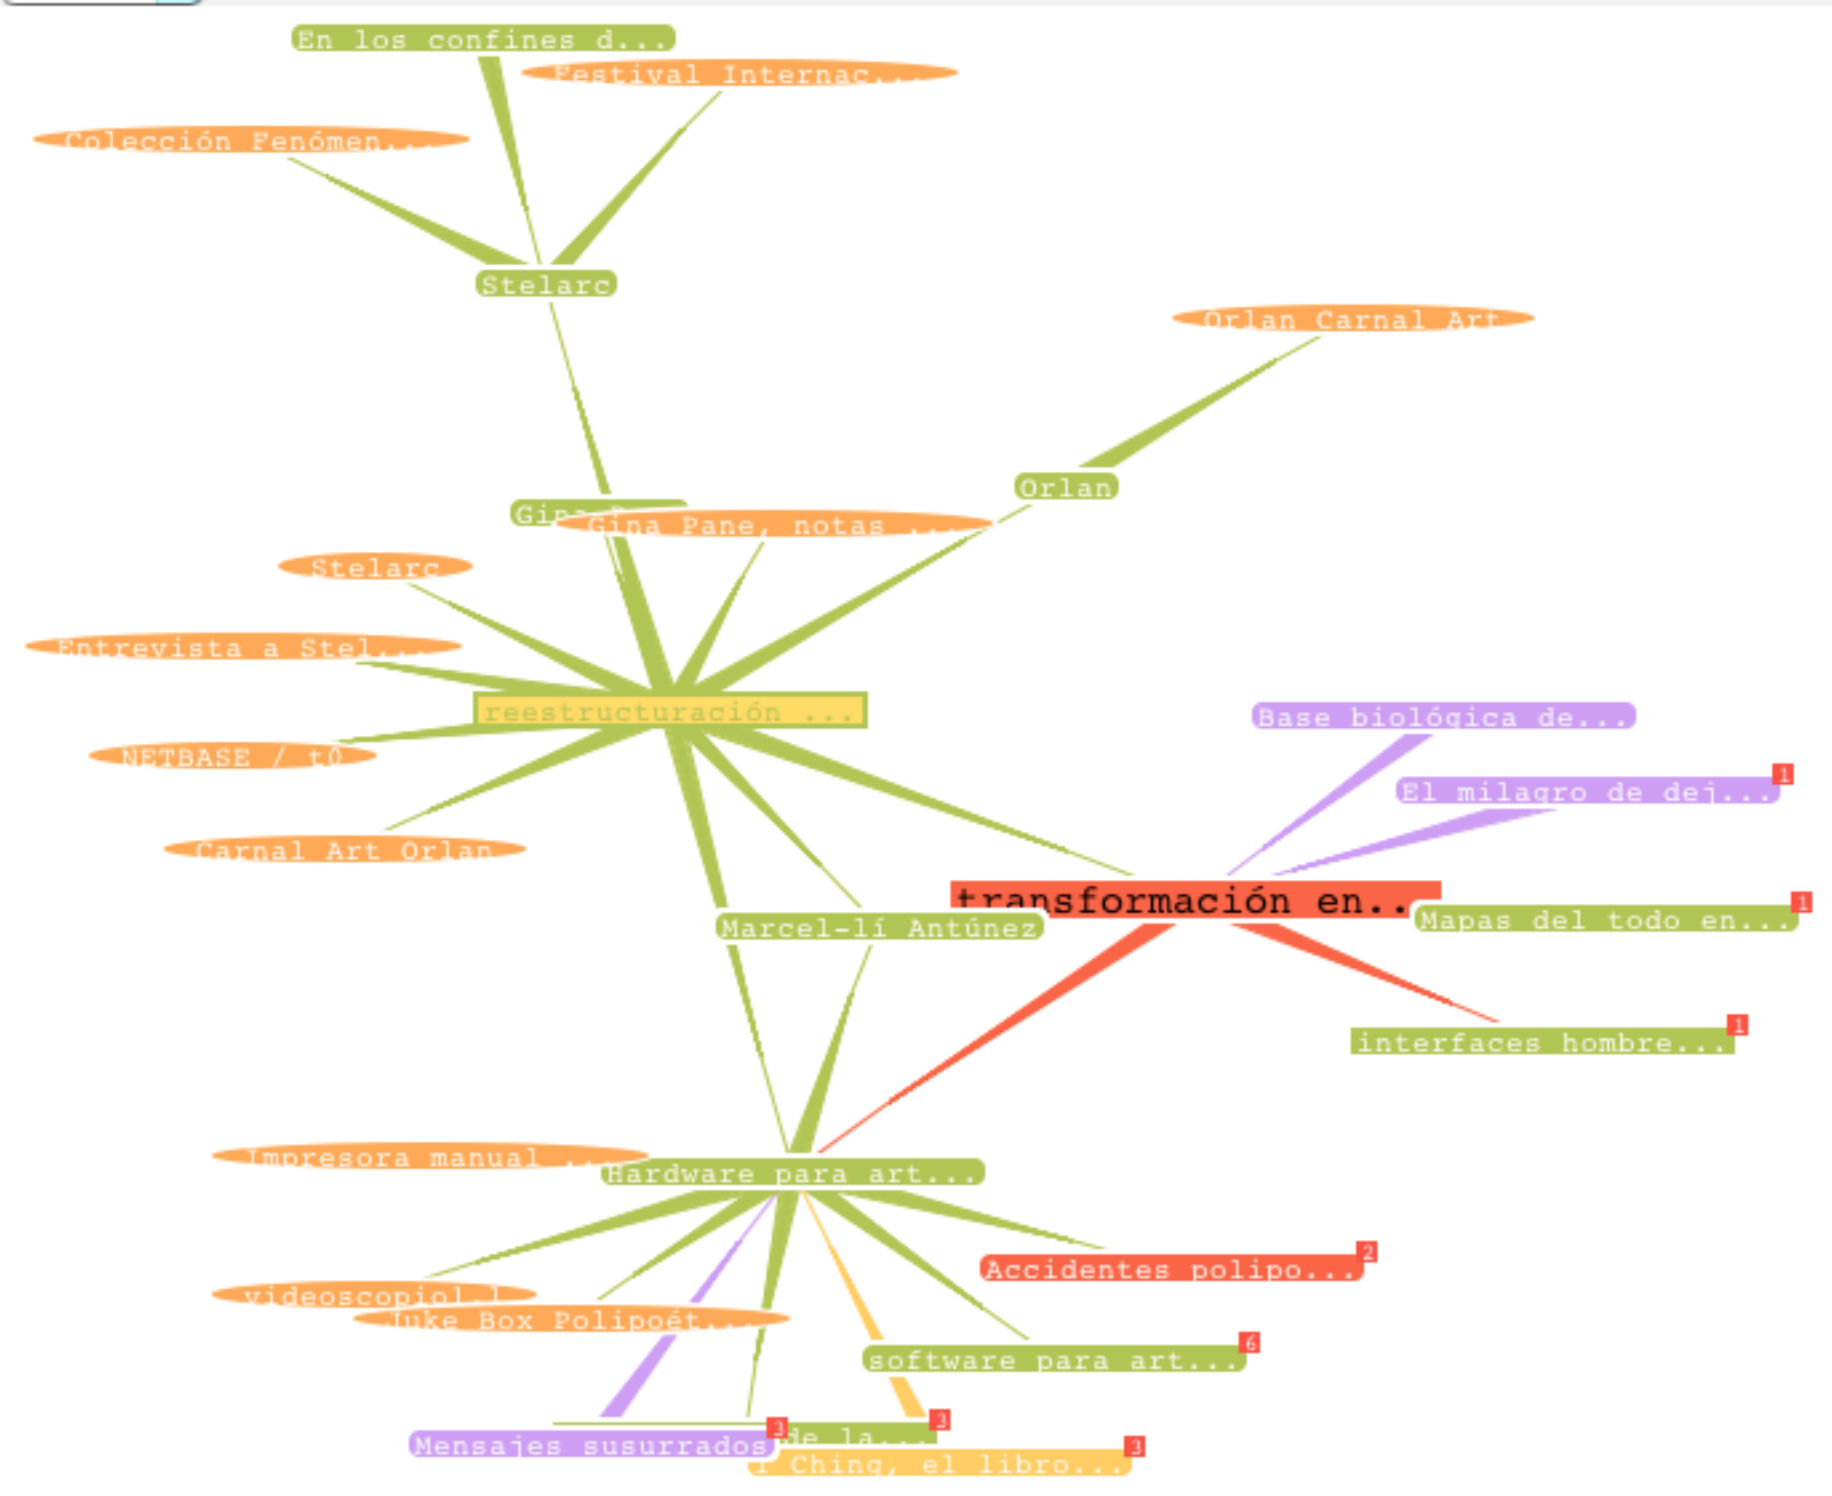 En los confines d...
Festival Internac...
Colección Fenómen...
Stelarc
Orlan Carnal Art
Orlan
Gina
Gina Pane, notas ...
Stelarc
Entrevista a Stel...
reestructuración ...
Base biológica de...
NETBASE / t0
1
El milagro de dej...
Carnal Art Orlan
transformación en...
1
Mapas del todo en...
Marcel-lí Antúnez
1
interfaces hombre...
Impresora manual ...
Hardware para art...
2
Accidentes polipo...
videoscopio[.]
Juke Box Polipoét...
6
software para art...
3
3
de la...
Mensajes susurrados
3
I Ching, el libro...